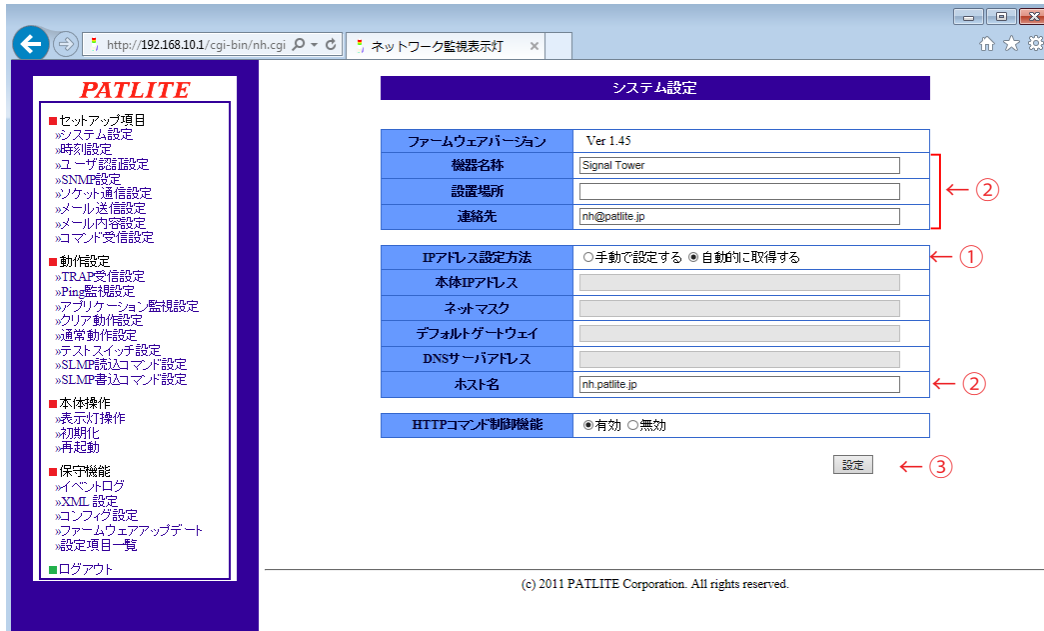 http://192.168.10.1/cgi-bin/nh.cgi
ネットワーク監視表示灯
PATLITE
セットアップ項目
»システム設定
»時刻設定
»ユーザ認証設定
»SNMP設定
»ソケット通信設定
»メール送信設定
»メール内容設定
»コマンド受信設定
動作設定
»TRAP受信設定
»Ping監視設定
»アプリケーション監視設定
»クリア動作設定
»通常動作設定
»テストスイッチ設定
»SLMP読込コマンド設定
»SLMP書込コマンド設定
本体操作
»表示灯操作
»初期化
»再起動
保守機能
»イベントログ
»XML 設定
»コンフィグ設定
»ファームウェアアップデート
»設定項目一覧
ログアウト
システム設定
ファームウェアバージョン Ver 1.45
機器名称 Signal Tower
設置場所
← ②
連絡先 nh@patlite.jp
IPアドレス設定方法 ○手動で設定する ◉自動的に取得する ← ①
本体IPアドレス
ネットマスク
デフォルトゲートウェイ
DNSサーバアドレス
ホスト名 nh.patlite.jp ← ②
HTTPコマンド制御機能 ◉有効 ○無効
設定 ← ③
(c) 2011 PATLITE Corporation. All rights reserved.